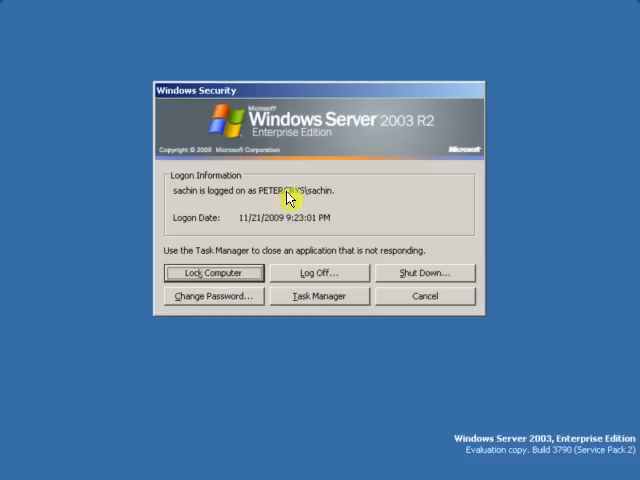 Windows Security
Microsoft
Windows Server 2003 R2
Enterprise Edition
Copyright © 2005 Microsoft Corporation
Microsoft
Logon Information
sachin is logged on as
Logon Date: 11/21/2009 9:23:01 PM
Use the Task Manager to close an application that is not responding.
Lock Computer
Log Off...
Shut Down...
Change Password...
Task Manager
Cancel
Windows Server 2003, Enterprise Edition
Evaluation copy. Build 3790 (Service Pack 2)